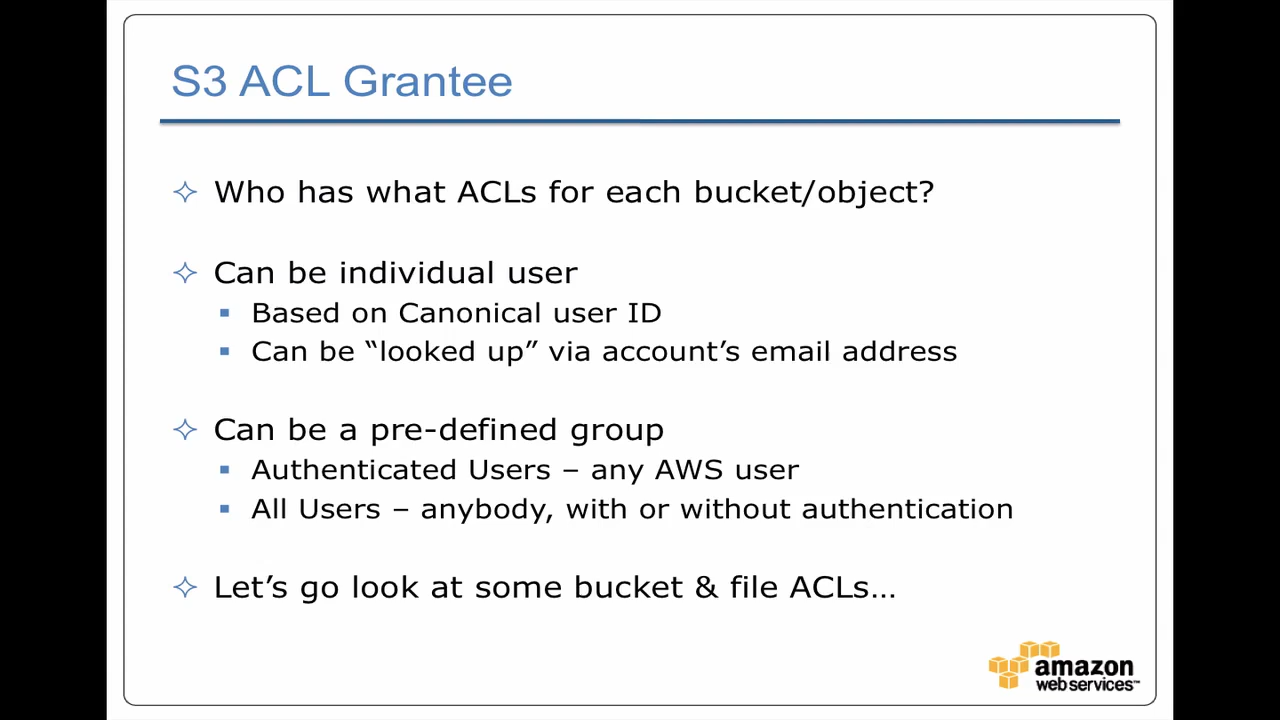 S3 ACL Grantee
Who has what ACLs for each bucket/object?
Can be individual user
Based on Canonical user ID
Can be “looked up” via account’s email address
Can be a pre-defined group
Authenticated Users – any AWS user
All Users – anybody, with or without authentication
Let’s go look at some bucket & file ACLs…
amazon
web services™